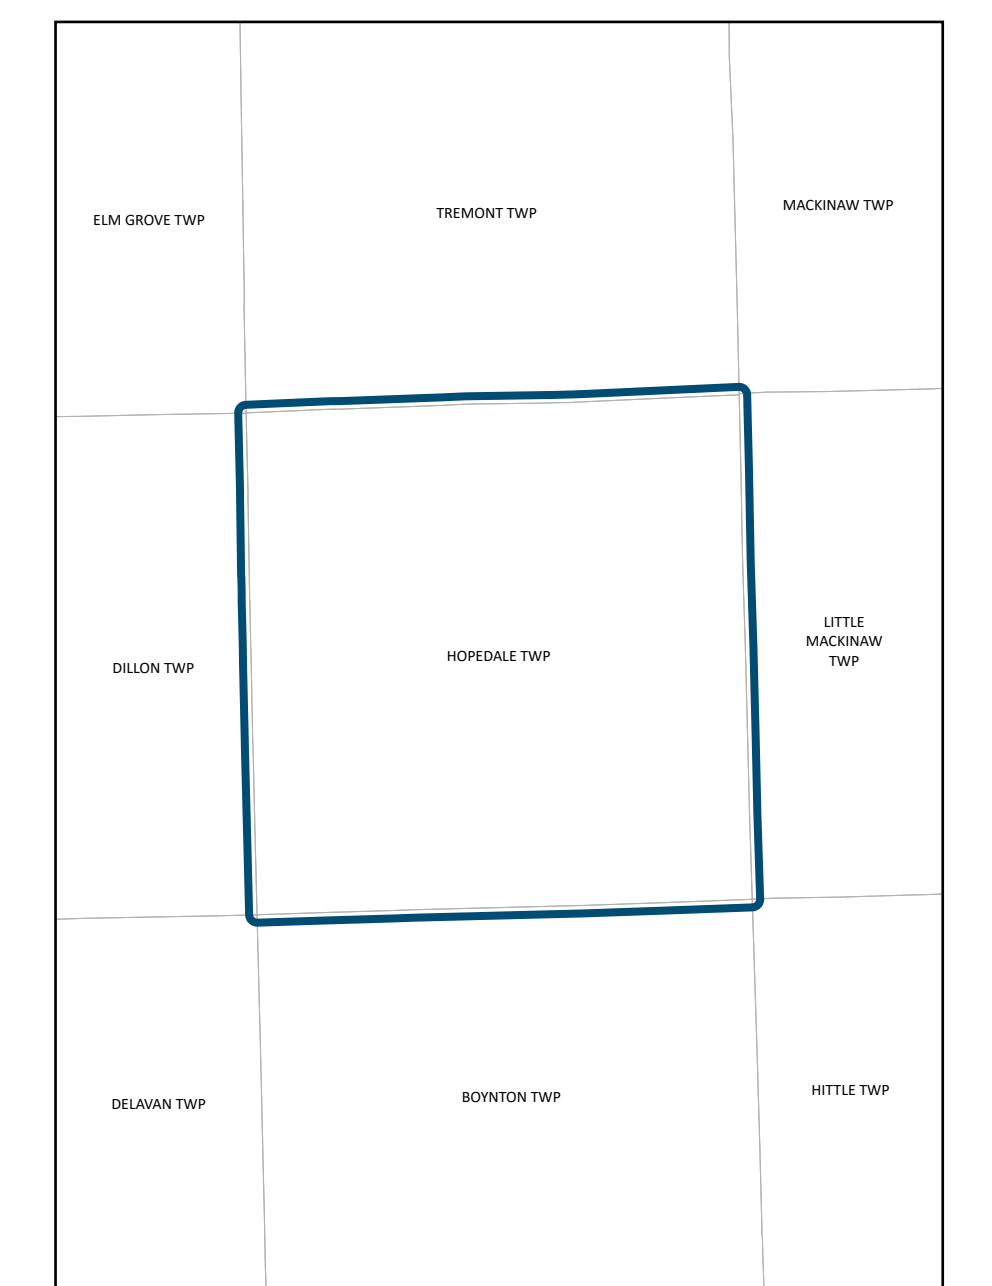 ELM GROVE TWP
TREMONT TWP
MACKINAW TWP
DILLON TWP
HOPEDALE TWP
LITTLE
MACKINAW
TWP
DELAVAN TWP
BOYNTON TWP
HITTLE TWP